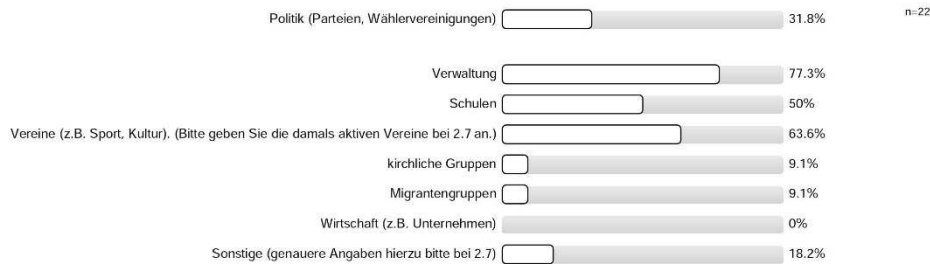 Politik (Parteien, Wählervereinigungen) 31.8% n=22
Verwaltung 77.3%
Schulen 50%
Vereine (z.B. Sport, Kultur). (Bitte geben Sie die damals aktiven Vereine bei 2.7 an.) 63.6%
kirchliche Gruppen 9.1%
Migrantengruppen 9.1%
Wirtschaft (z.B. Unternehmen) 0%
Sonstige (genauere Angaben hierzu bitte bei 2.7) 18.2%